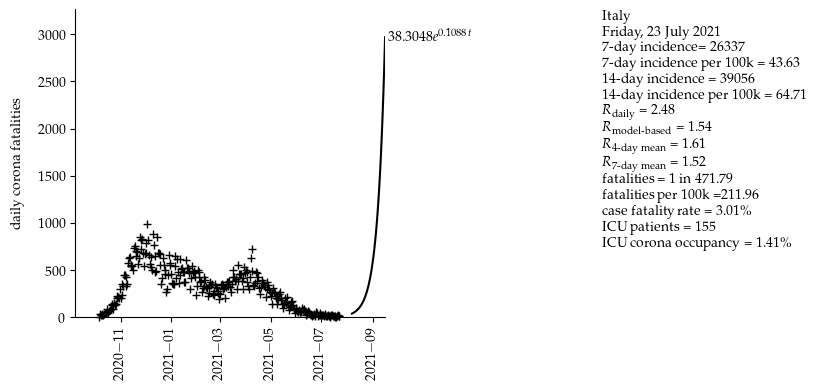 Italy
Friday, 23 July 2021
7-day incidence= 26337
7-day incidence per 100k = 43.63
14-day incidence = 39056
14-day incidence per 100k = 64.71
R_daily = 2.48
R_model-based = 1.54
R_4-day mean = 1.61
R_7-day mean = 1.52
fatalities = 1 in 471.79
fatalities per 100k =211.96
case fatality rate = 3.01%
ICU patients = 155
ICU corona occupancy = 1.41%
38.3048e^0.1088 t
daily corona fatalities
3000
2500
2000
1500
1000
500
0
2020−11
2021−01
2021−03
2021−05
2021−07
2021−09